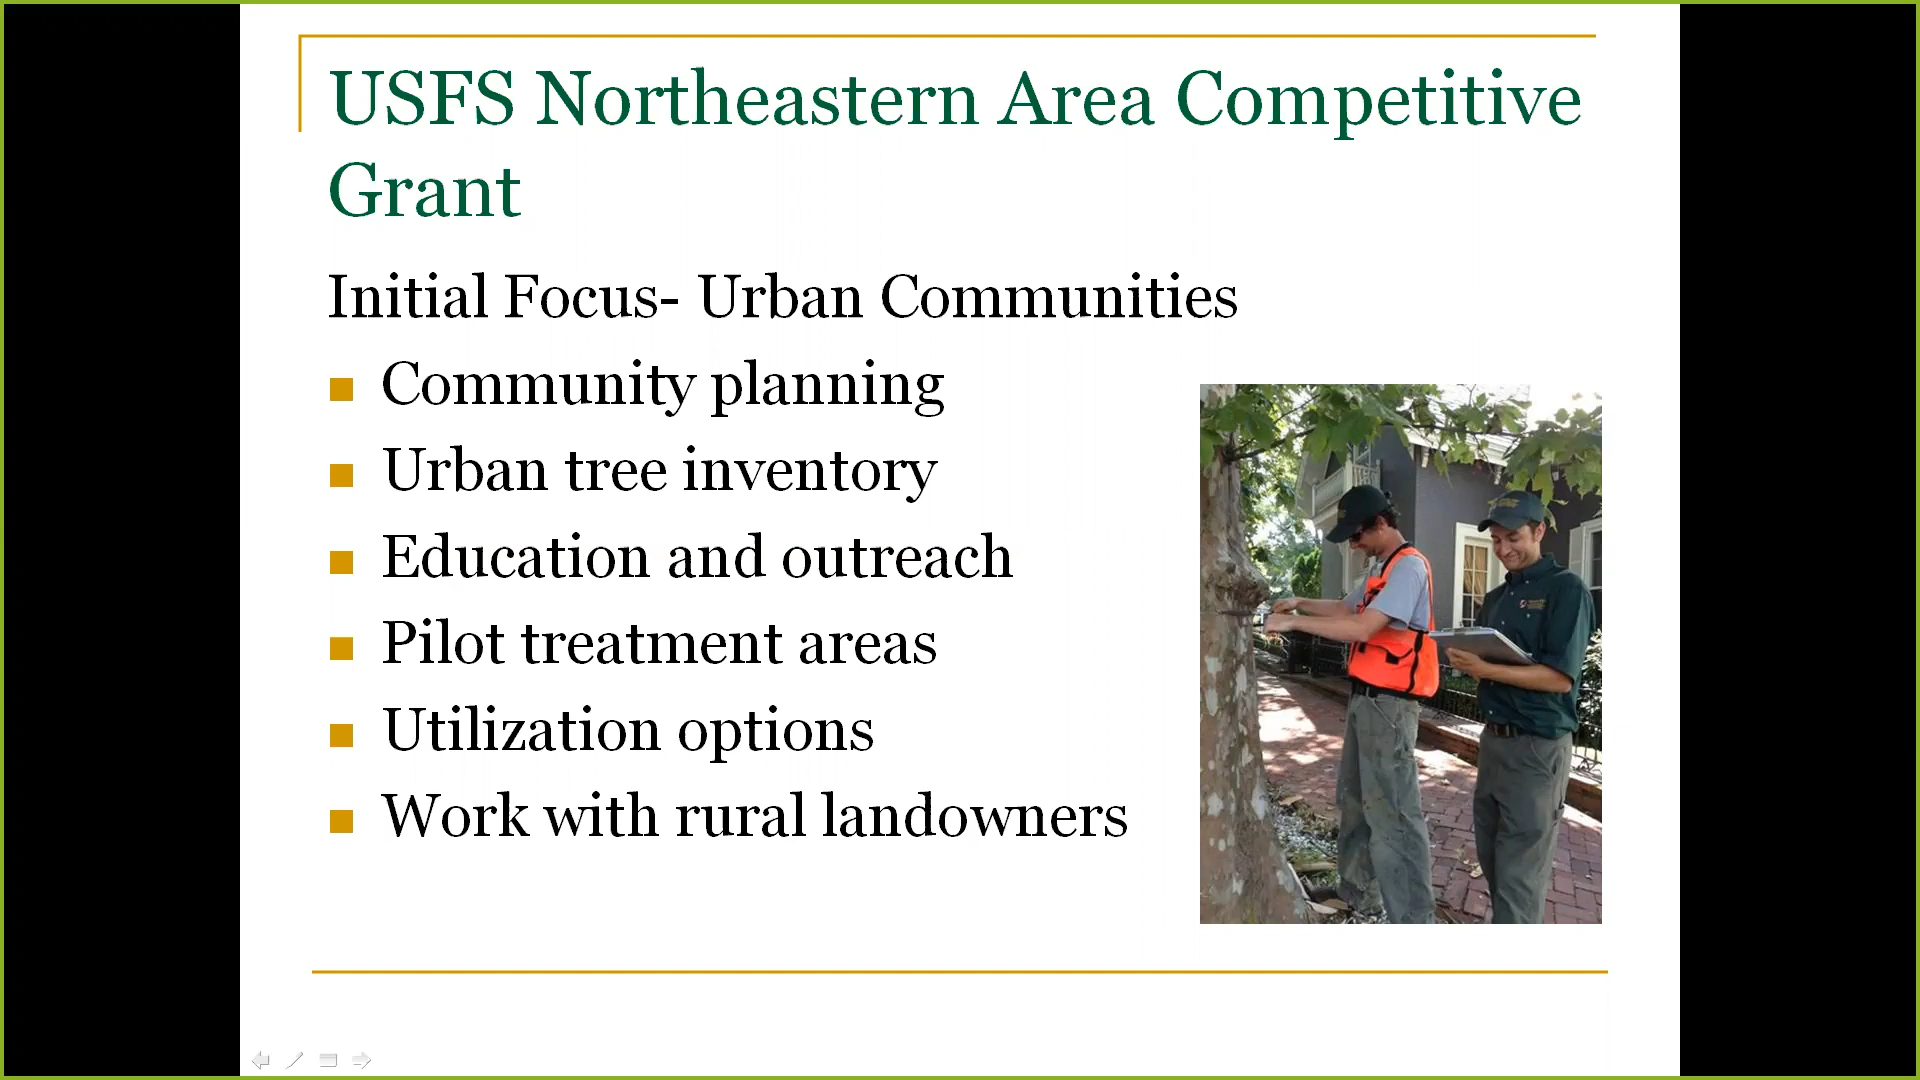 USFS Northeastern Area Competitive
Grant
Initial Focus- Urban Communities
Community planning
Urban tree inventory
Education and outreach
Pilot treatment areas
Utilization options
Work with rural landowners